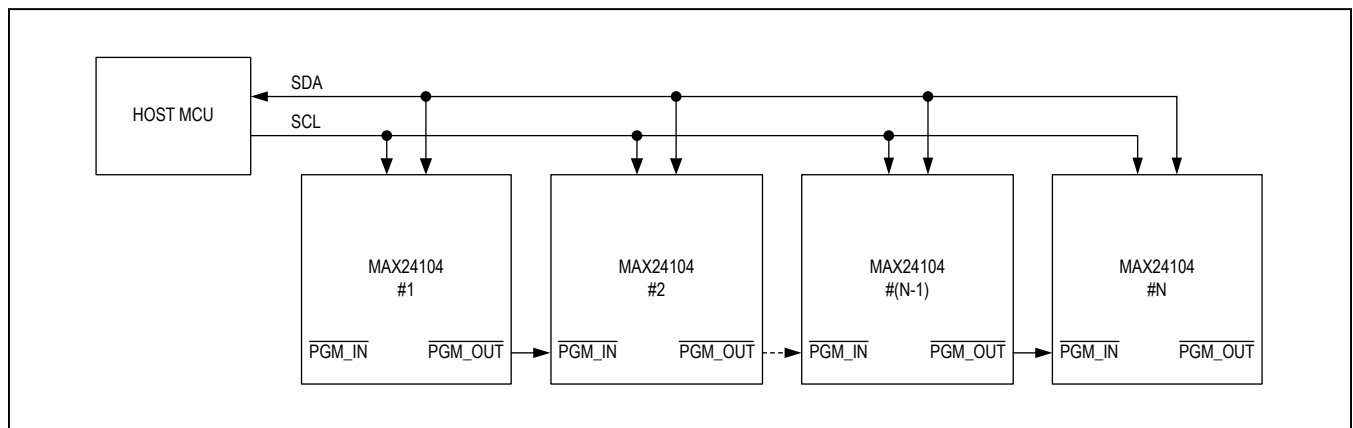 SDA
HOST MCU
SCL
MAX24104
#1
MAX24104
#2
MAX24104
#(N-1)
MAX24104
#N
PGM_IN
PGM_OUT
PGM_IN
PGM_OUT
PGM_IN
PGM_OUT
PGM_IN
PGM_OUT